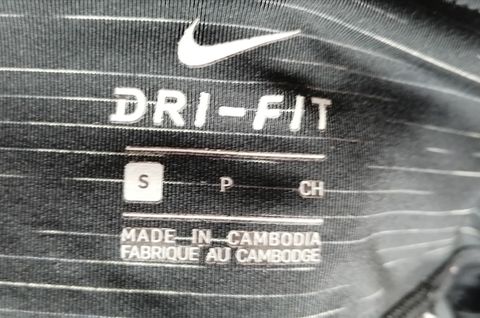 DRI-FIT
S P CH
MADE IN CAMBODIA
FABRIQUE AU CAMBODGE